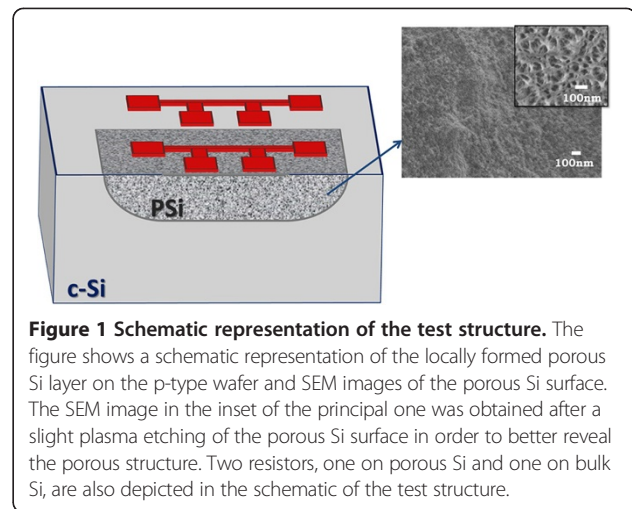 100nm
100nm
PSi
c-Si
Figure 1 Schematic representation of the test structure. The
figure shows a schematic representation of the locally formed porous
Si layer on the p-type wafer and SEM images of the porous Si surface.
The SEM image in the inset of the principal one was obtained after a
slight plasma etching of the porous Si surface in order to better reveal
the porous structure. Two resistors, one on porous Si and one on bulk
Si, are also depicted in the schematic of the test structure.